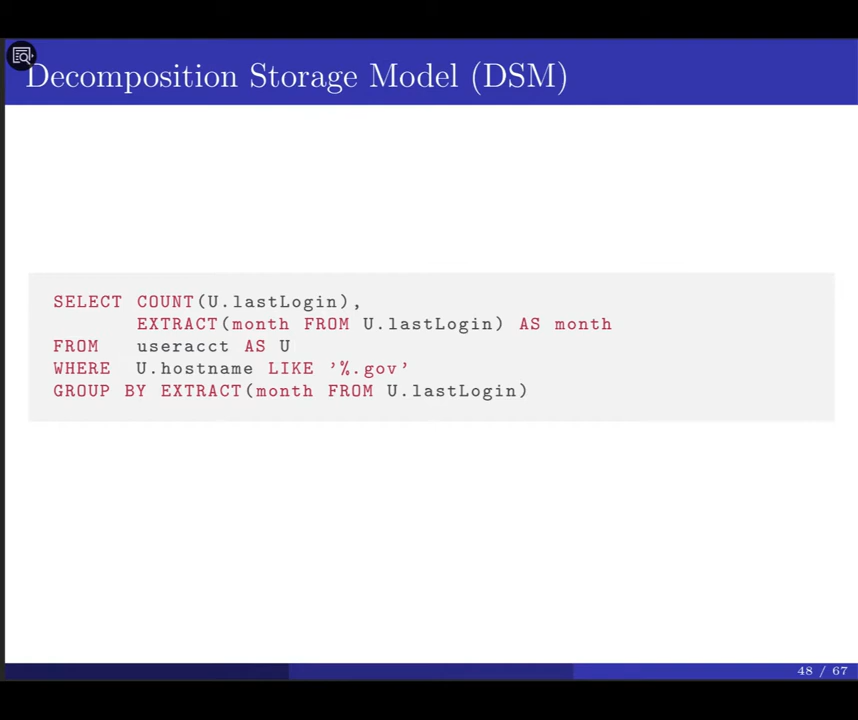 Decomposition Storage Model (DSM)
SELECT COUNT(U.lastLogin),
EXTRACT(month FROM U.lastLogin) AS month
FROM useracct AS U
WHERE U.hostname LIKE '%.gov'
GROUP BY EXTRACT(month FROM U.lastLogin)
48 / 67